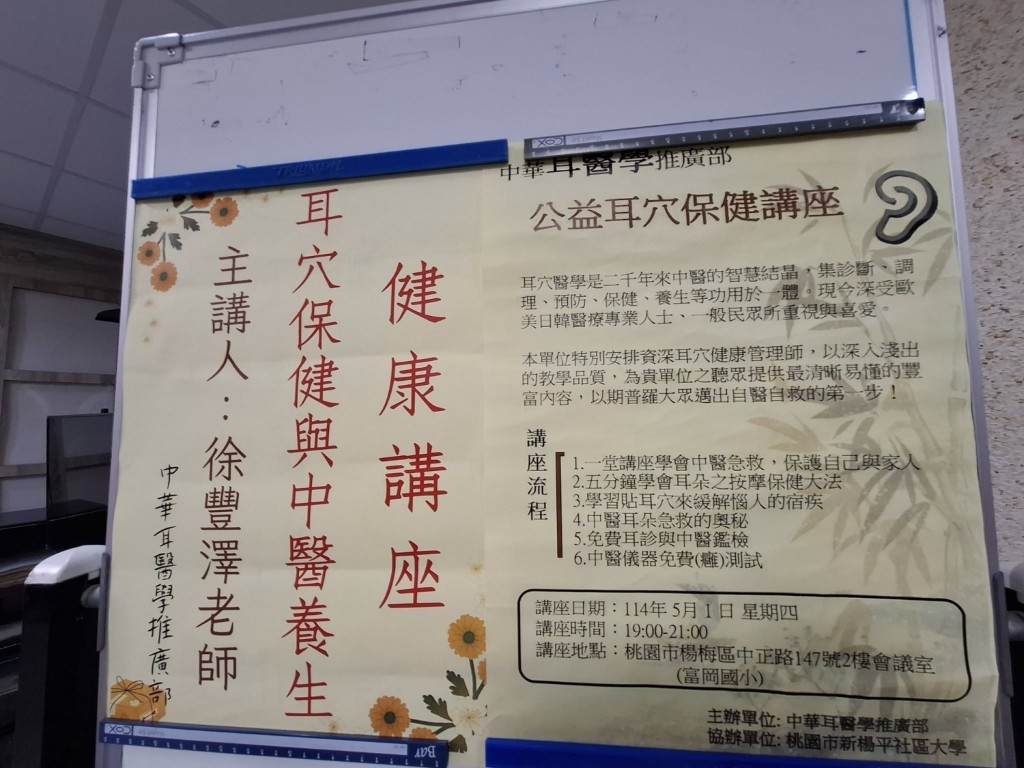 健康講座
耳穴保健與中醫養生
主講人：徐豐澤老師
中華耳醫學推廣部
中華耳醫學推廣部
公益耳穴保健講座
耳穴醫學是二千年來中醫的智慧結晶，集診斷、調
理、預防、保健、養生等功用於一體，現今深受歐
美日韓醫療專業人士、一般民眾所重視與喜愛。
本單位特別安排資深耳穴健康管理師，以深入淺出
的教學品質，為貴單位之聽眾提供最清晰易懂的豐
富內容，以期普羅大眾邁出自醫自救的第一步！
講座流程
1.一堂講座學會中醫急救，保護自己與家人
2.五分鐘學會耳朵之按摩保健大法
3.學習貼耳穴來緩解惱人的宿疾
4.中醫耳朵急救的奧秘
5.免費耳診與中醫鑑檢
6.中醫儀器免費(癰)測試
講座日期：114年 5月 1日 星期四
講座時間：19:00-21:00
講座地點：桃園市楊梅區中正路147號2樓會議室
(富岡國小)
主辦單位: 中華耳醫學推廣部
協辦單位: 桃園市新楊平社區大學
COX
COX
Bar